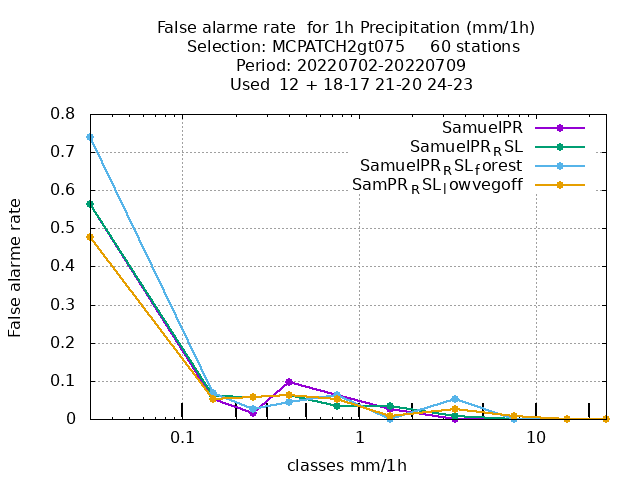 False alarme rate  for 1h Precipitation (mm/1h)
Selection: MCPATCH2gt075     60 stations
Period: 20220702-20220709
Used  12 + 18-17 21-20 24-23
SamuelPR
SamuelPR_RSL
SamuelPR_RSL_forest
SamPR_RSL_lowvegoff
False alarme rate
0.8
0.7
0.6
0.5
0.4
0.3
0.2
0.1
0
0.1 1 10
classes mm/1h